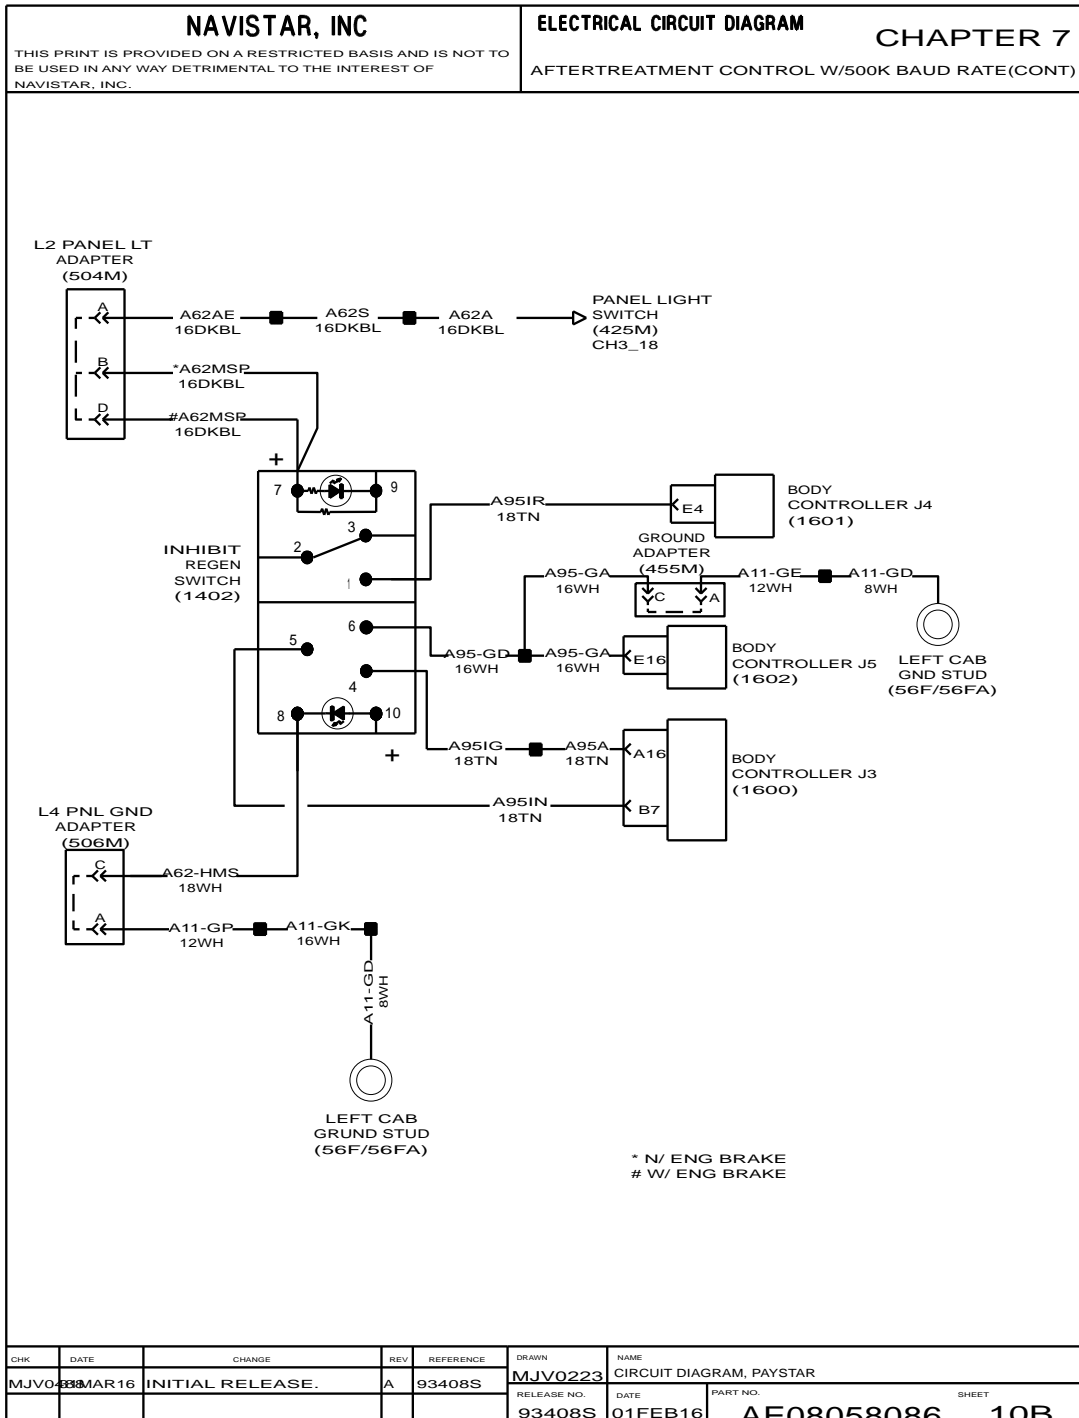 NAVISTAR, INC
THIS PRINT IS PROVIDED ON A RESTRICTED BASIS AND IS NOT TO
BE USED IN ANY WAY DETRIMENTAL TO THE INTEREST OF
NAVISTAR, INC.
ELECTRICAL CIRCUIT DIAGRAM
CHAPTER 7
AFTERTREATMENT CONTROL W/500K BAUD RATE(CONT)
L2 PANEL LT
ADAPTER
(504M)
A
A62AE
16DKBL
A62S
16DKBL
A62A
16DKBL
PANEL LIGHT
SWITCH
(425M)
CH3_18
B
*A62MSP
16DKBL
D
#A62MSP
16DKBL
+
7
9
3
2
1
INHIBIT
REGEN
SWITCH
(1402)
6
5
4
8
10
+
A95IR
18TN
E4
BODY
CONTROLLER J4
(1601)
GROUND
ADAPTER
(455M)
A95-GA
16WH
C
A
A11-GE
12WH
A11-GD
8WH
LEFT CAB
GND STUD
(56F/56FA)
A95-GD
16WH
A95-GA
16WH
E16
BODY
CONTROLLER J5
(1602)
A95IG
18TN
A95A
18TN
A16
BODY
CONTROLLER J3
(1600)
A95IN
18TN
B7
L4 PNL GND
ADAPTER
(506M)
C
A62-HMS
18WH
A
A11-GP
12WH
A11-GK
16WH
A11-GD
8WH
LEFT CAB
GRUND STUD
(56F/56FA)
* N/ ENG BRAKE
# W/ ENG BRAKE
CHK DATE CHANGE REV REFERENCE
INITIAL RELEASE. A 93408S
DRAWN
MJV0223
NAME
CIRCUIT DIAGRAM, PAYSTAR
RELEASE NO.
93408S
DATE
01FEB16
PART NO.
AE08058086
SHEET
10B